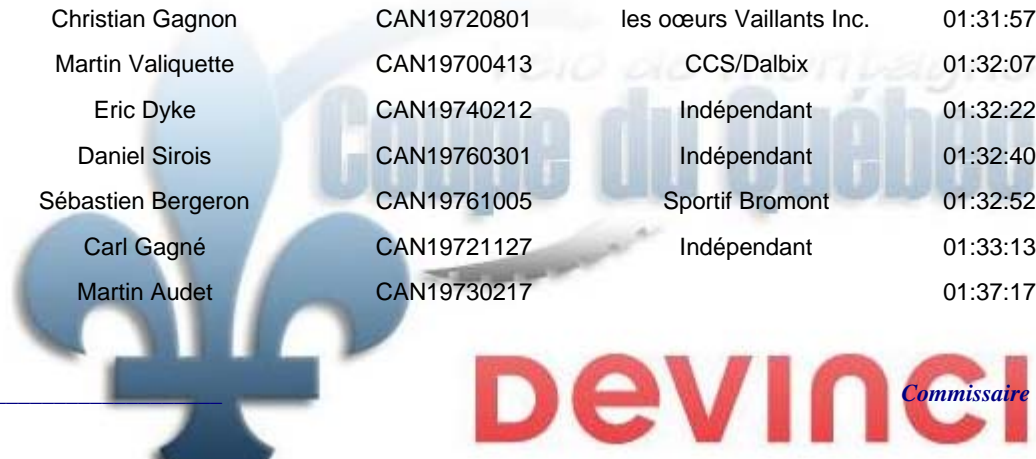 Christian Gagnon CAN19720801 les oœurs Vaillants Inc. 01:31:57
vélo de montagne
Martin Valiquette CAN19700413 CCS/Dalbix 01:32:07
Coupe du Québec
Eric Dyke CAN19740212 Indépendant 01:32:22
Daniel Sirois CAN19760301 Indépendant 01:32:40
Sébastien Bergeron CAN19761005 Sportif Bromont 01:32:52
Carl Gagné CAN19721127 Indépendant 01:33:13
Martin Audet CAN19730217 01:37:17
DEVINCI
Commissaire